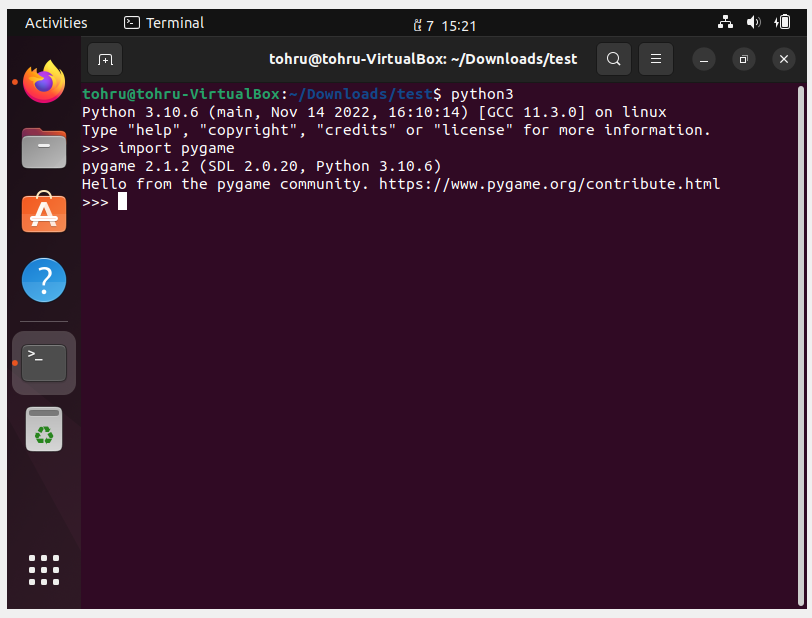 Activities
Terminal
7 15:21
tohru@tohru-VirtualBox: ~/Downloads/test
tohru@tohru-VirtualBox:~/Downloads/test$ python3
Python 3.10.6 (main, Nov 14 2022, 16:10:14) [GCC 11.3.0] on linux
Type "help", "copyright", "credits" or "license" for more information.
>>> import pygame
pygame 2.1.2 (SDL 2.0.20, Python 3.10.6)
Hello from the pygame community. https://www.pygame.org/contribute.html
>>>